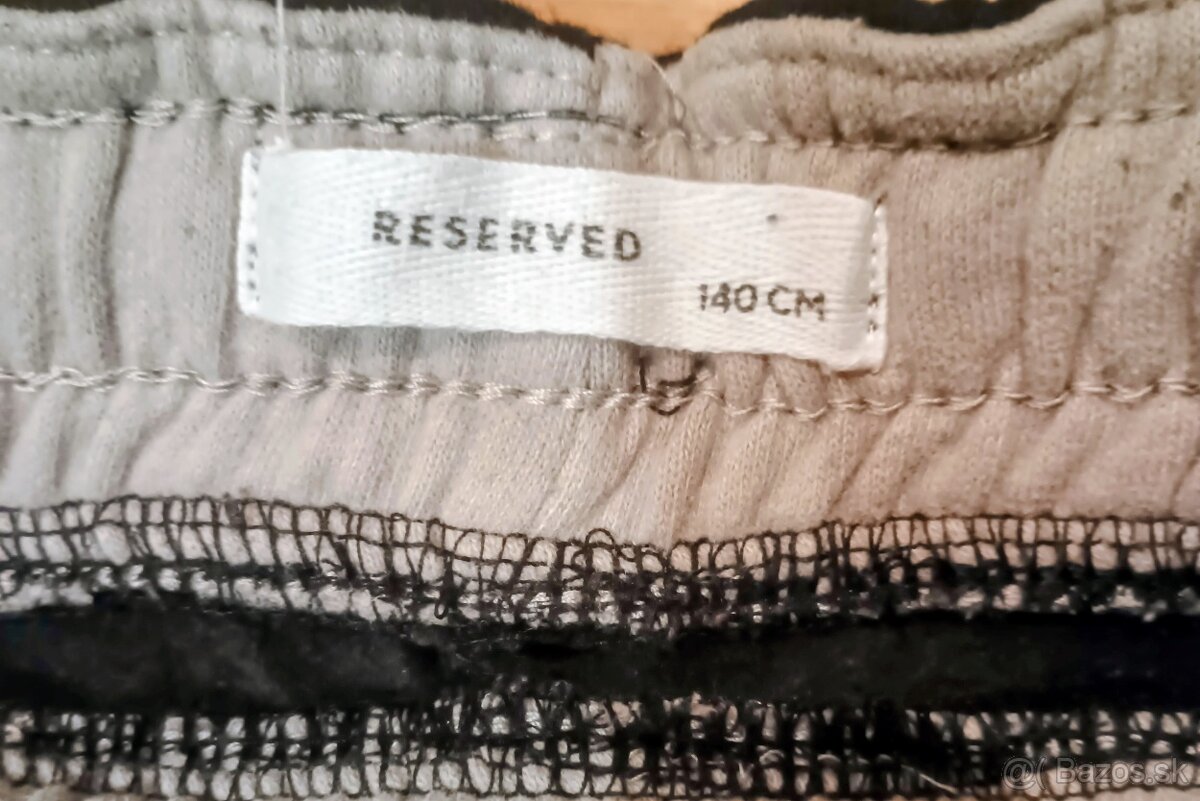 RESERVED
140 CM
@( Bazos.sk